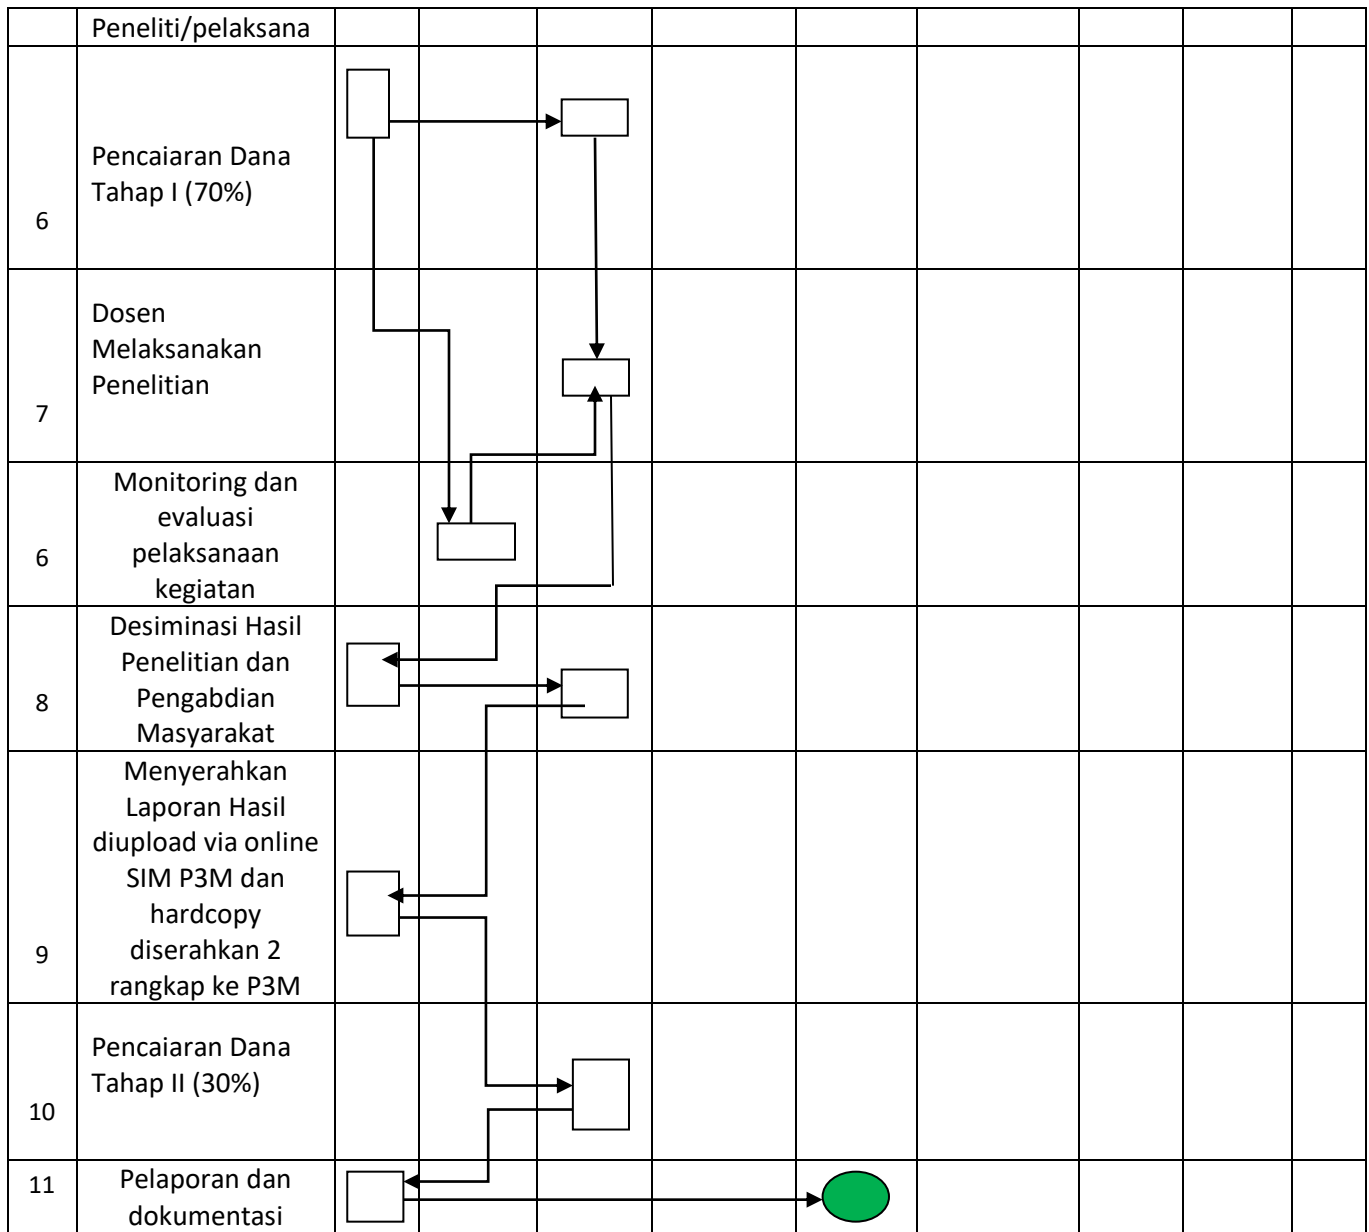 Peneliti/pelaksana
Pencaiaran Dana
Tahap I (70%)
6
Dosen
Melaksanakan
Penelitian
7
Monitoring dan
evaluasi
pelaksanaan
kegiatan
6
Desiminasi Hasil
Penelitian dan
Pengabdian
Masyarakat
8
Menyerahkan
Laporan Hasil
diupload via online
SIM P3M dan
hardcopy
diserahkan 2
rangkap ke P3M
9
Pencaiaran Dana
Tahap II (30%)
10
11
Pelaporan dan
dokumentasi